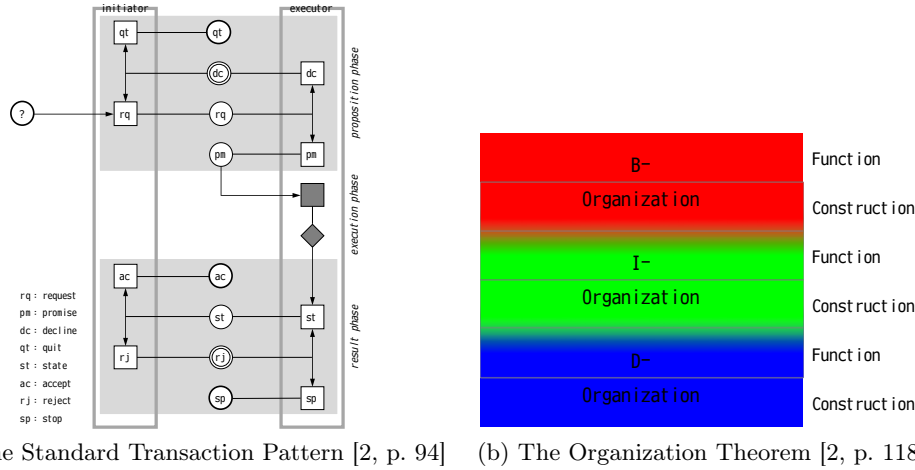 initiator
executor
qt
qt
dc
dc
?
rq
rq
pm
pm
proposition phase
execution phase
ac
ac
st
st
rj
rj
sp
sp
result phase
rq : request
pm : promise
dc : decline
qt : quit
st : state
ac : accept
rj : reject
sp : stop
e Standard Transaction Pattern [2, p. 94]
B-
Organization
Function
Construction
I-
Organization
Function
Construction
D-
Organization
Function
Construction
(b) The Organization Theorem [2, p. 118